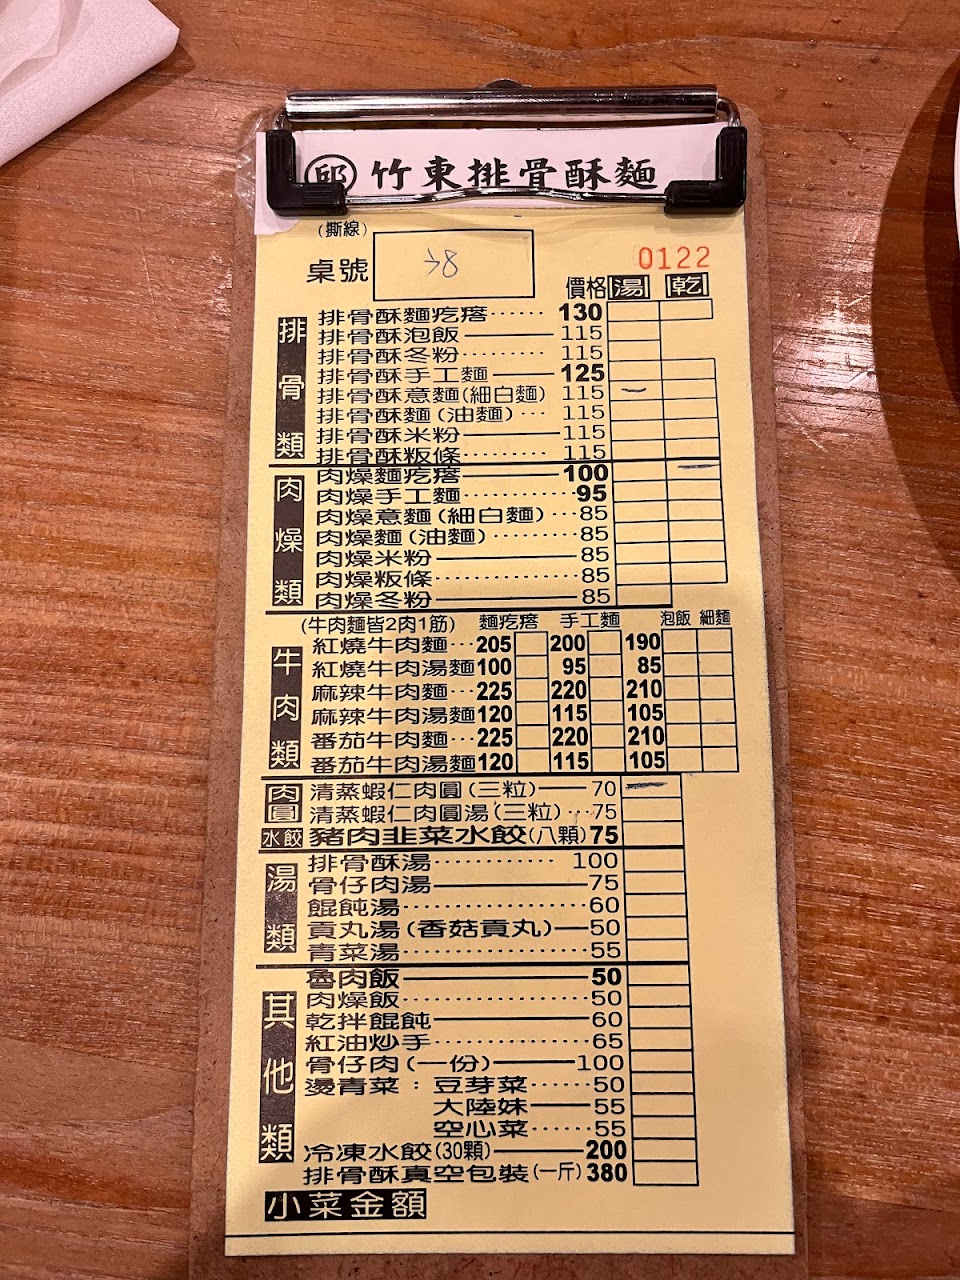 邱 竹東排骨酥麵
(撕線)
桌號
0122
價格 湯 乾
排骨類
排骨酥麵疙瘩······130
排骨酥泡飯——115
排骨酥冬粉·········115
排骨酥手工麵——125
排骨酥意麵(細白麵) 115
排骨酥麵(油麵)···115
排骨酥米粉——115
排骨酥粄條·········115
肉燥類
肉燥麵疙瘩——100
肉燥手工麵············95
肉燥意麵(細白麵)···85
肉燥麵(油麵)·········85
肉燥米粉——85
肉燥粄條···············85
肉燥冬粉——85
牛肉類
(牛肉麵皆2肉1筋) 麵疙瘩 手工麵 泡飯 細麵
紅燒牛肉麵···205 200 190
紅燒牛肉湯麵100 95 85
麻辣牛肉麵···225 220 210
麻辣牛肉湯麵120 115 105
番茄牛肉麵···225 220 210
番茄牛肉湯麵120 115 105
肉圓
清蒸蝦仁肉圓(三粒)——70
清蒸蝦仁肉圓湯(三粒)···75
水餃 豬肉韭菜水餃(八顆)75
湯類
排骨酥湯············100
骨仔肉湯——75
餛飩湯··················60
貢丸湯(香菇貢丸)—50
青菜湯··················55
其他類
魯肉飯——50
肉燥飯··················50
乾拌餛飩——60
紅油炒手···············65
骨仔肉(一份)——100
燙青菜：豆芽菜······50
大陸妹——55
空心菜······55
冷凍水餃(30顆)——200
排骨酥真空包裝(一斤)380
小菜金額